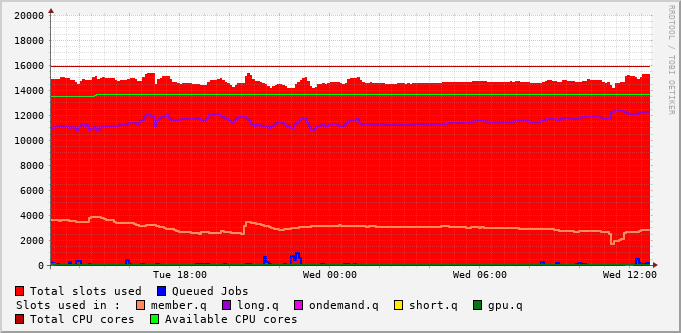 20000
18000
16000
14000
12000
10000
8000
6000
4000
2000
0
Tue 18:00 Wed 00:00 Wed 06:00 Wed 12:00
Total slots used Queued Jobs
Slots used in : member.q long.q ondemand.q short.q gpu.q
Total CPU cores Available CPU cores
RRDTOOL / TOBI OETIKER